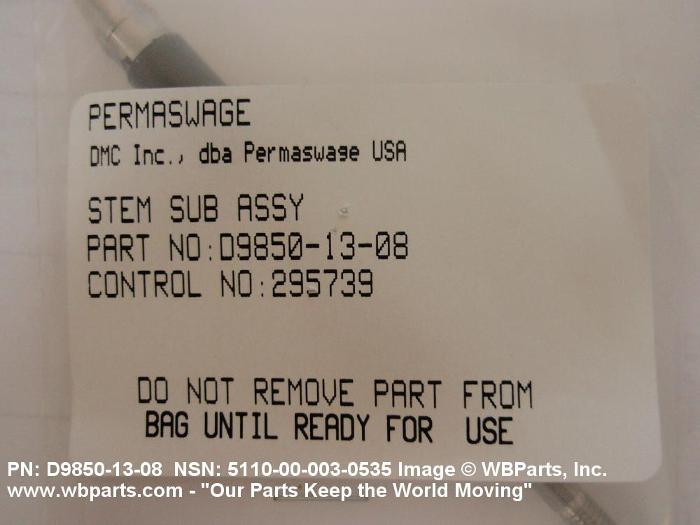 PERMASWAGE
DMC Inc., dba Permaswage USA
STEM SUB ASSY
PART NO:D9850-13-08
CONTROL NO:295739
DO NOT REMOVE PART FROM
BAG UNTIL READY FOR USE
PN: D9850-13-08 NSN: 5110-00-003-0535 Image © WBParts, Inc.
www.wbparts.com - "Our Parts Keep the World Moving"